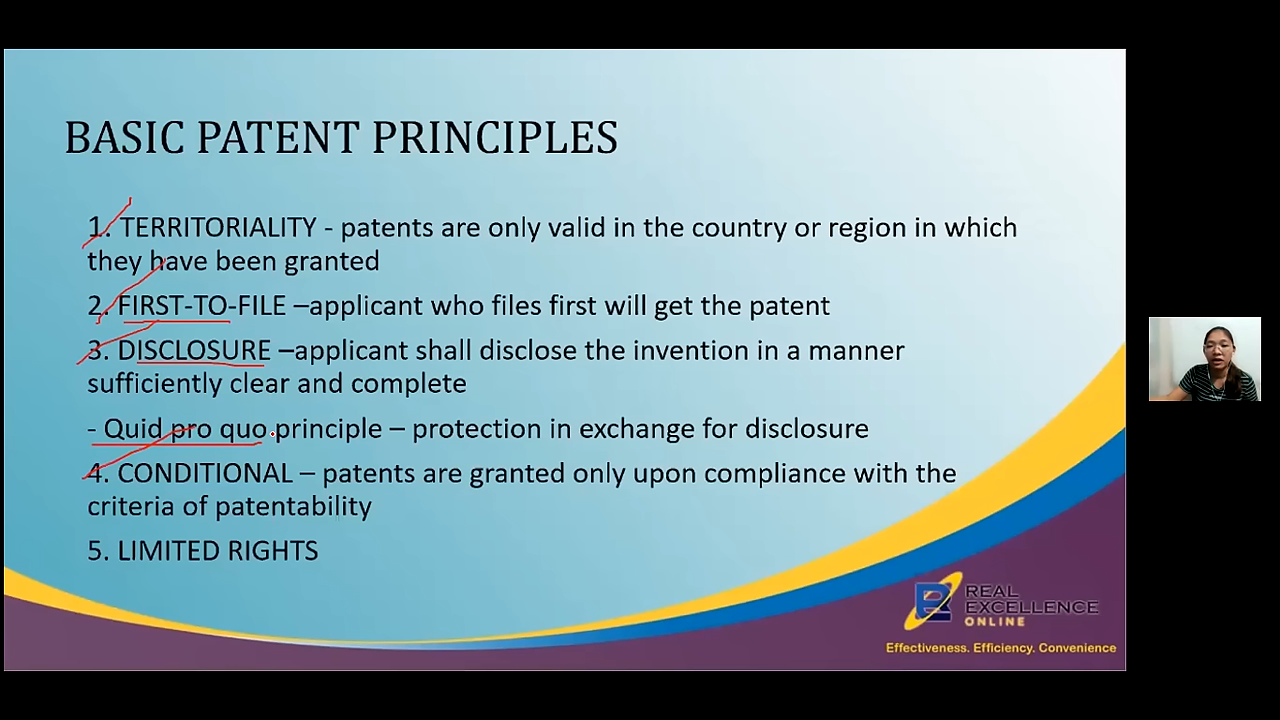 BASIC PATENT PRINCIPLES
1. TERRITORIALITY - patents are only valid in the country or region in which
they have been granted
2. FIRST-TO-FILE –applicant who files first will get the patent
3. DISCLOSURE –applicant shall disclose the invention in a manner
sufficiently clear and complete
- Quid pro quo principle – protection in exchange for disclosure
4. CONDITIONAL – patents are granted only upon compliance with the
criteria of patentability
5. LIMITED RIGHTS
REAL
EXCELLENCE
ONLINE
Effectiveness. Efficiency. Convenience